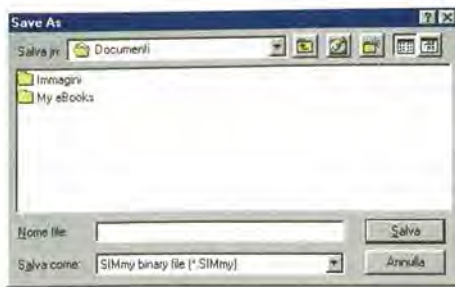 Save As
Salva in: Documenti
Immagini
My eBooks
Nome file:
Salva
Salva come: SIMmy binary file (*.SIMmy)
Annulla